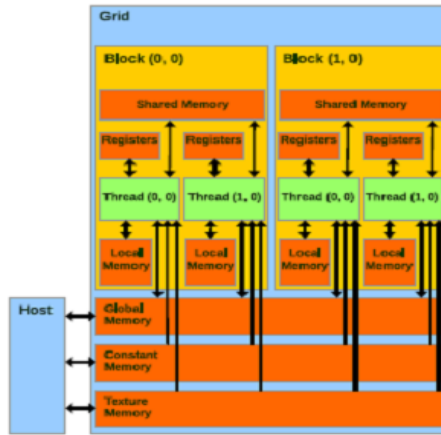 Grid
Block (0, 0)
Block (1, 0)
Shared Memory
Shared Memory
Registers
Registers
Registers
Registers
Thread (0, 0)
Thread (1, 0)
Thread (0, 0)
Thread (1, 0)
Local
Memory
Local
Memory
Local
Memory
Local
Memory
Host
Global
Memory
Constant
Memory
Texture
Memory